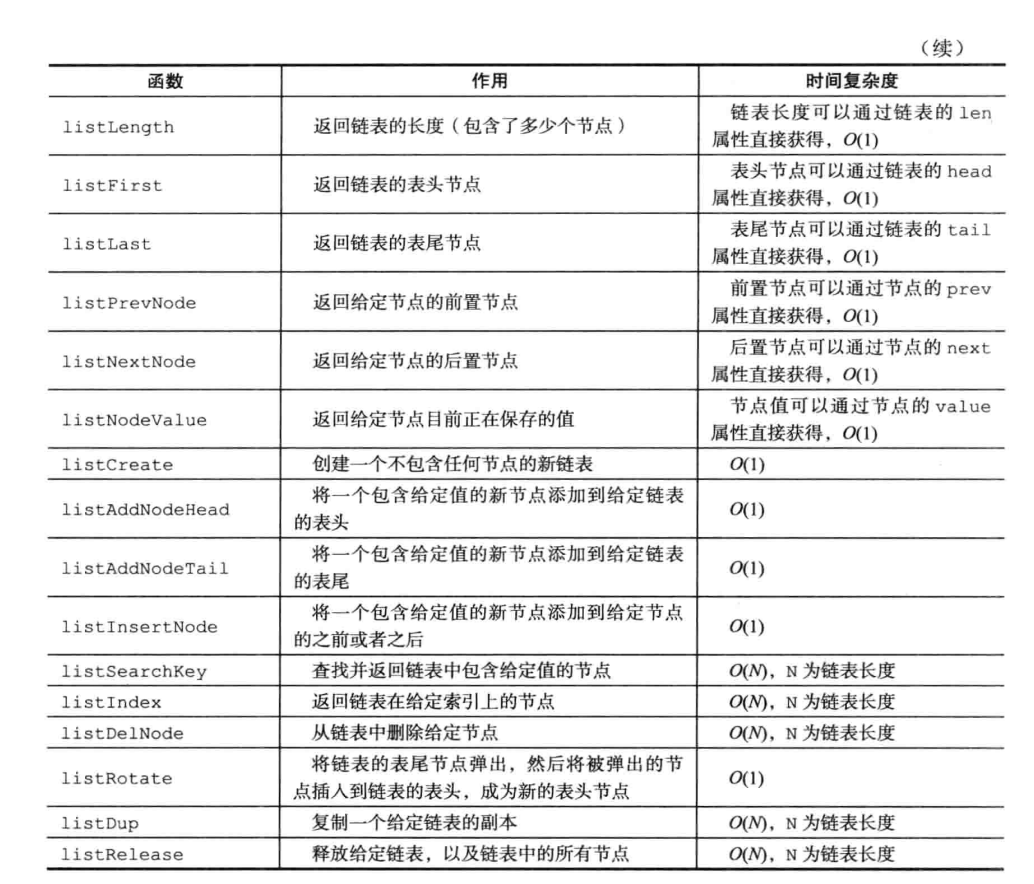 （续）
函数 作用 时间复杂度
listLength 返回链表的长度（包含了多少个节点） 链表长度可以通过链表的 len
属性直接获得，O(1)
listFirst 返回链表的表头节点 表头节点可以通过链表的 head
属性直接获得，O(1)
listLast 返回链表的表尾节点 表尾节点可以通过链表的 tail
属性直接获得，O(1)
listPrevNode 返回给定节点的前置节点 前置节点可以通过节点的 prev
属性直接获得，O(1)
listNextNode 返回给定节点的后置节点 后置节点可以通过节点的 next
属性直接获得，O(1)
listNodeValue 返回给定节点目前正在保存的值 节点值可以通过节点的 value
属性直接获得，O(1)
listCreate 创建一个不包含任何节点的新链表 O(1)
listAddNodeHead 将一个包含给定值的新节点添加到给定链表
的表头 O(1)
listAddNodeTail 将一个包含给定值的新节点添加到给定链表
的表尾 O(1)
listInsertNode 将一个包含给定值的新节点添加到给定节点
的之前或者之后 O(1)
listSearchKey 查找并返回链表中包含给定值的节点 O(N)，N 为链表长度
listIndex 返回链表在给定索引上的节点 O(N)，N 为链表长度
listDelNode 从链表中删除给定节点 O(N)，N 为链表长度
listRotate 将链表的表尾节点弹出，然后将被弹出的节
点插入到链表的表头，成为新的表头节点 O(1)
listDup 复制一个给定链表的副本 O(N)，N 为链表长度
listRelease 释放给定链表，以及链表中的所有节点 O(N)，N 为链表长度